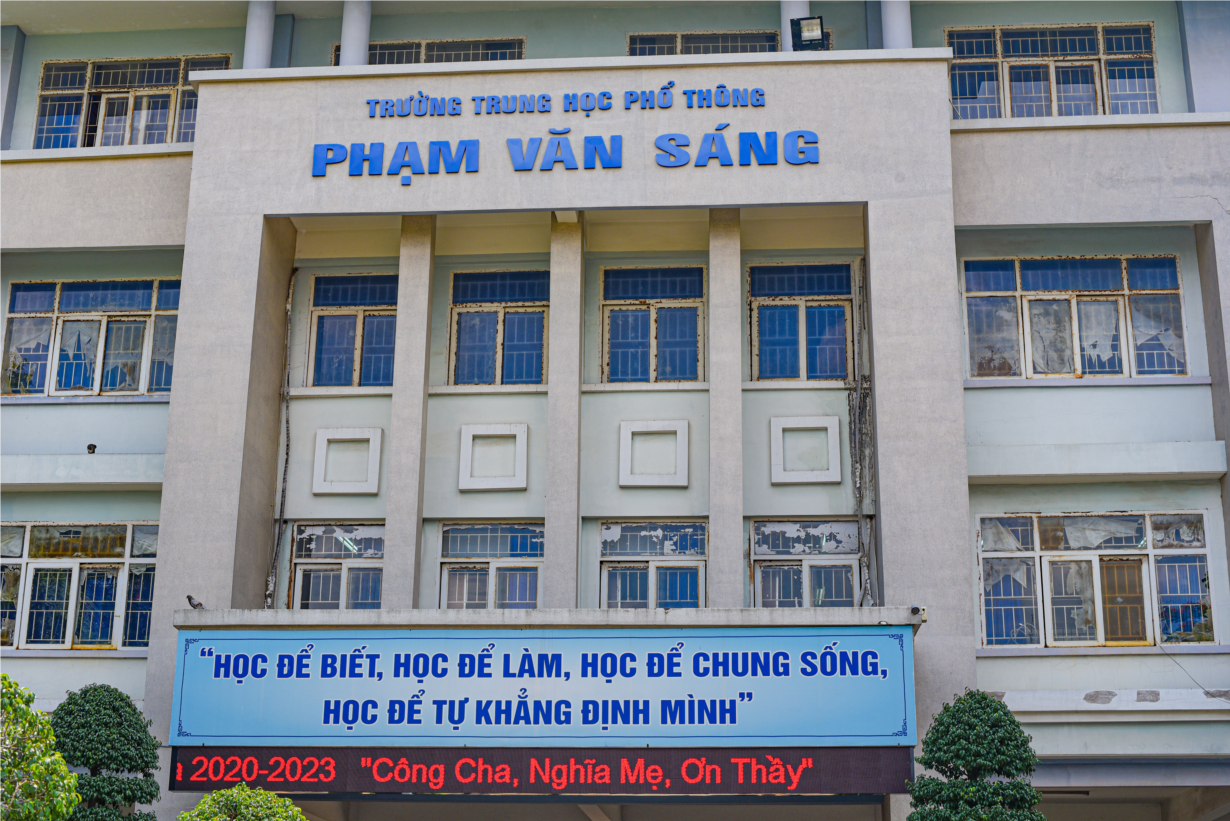 TRƯỜNG TRUNG HỌC PHỔ THÔNG
PHẠM VĂN SÁNG
“HỌC ĐỂ BIẾT, HỌC ĐỂ LÀM, HỌC ĐỂ CHUNG SỐNG,
HỌC ĐỂ TỰ KHẲNG ĐỊNH MÌNH”
2020-2023 "Công Cha, Nghĩa Mẹ, Ơn Thầy"